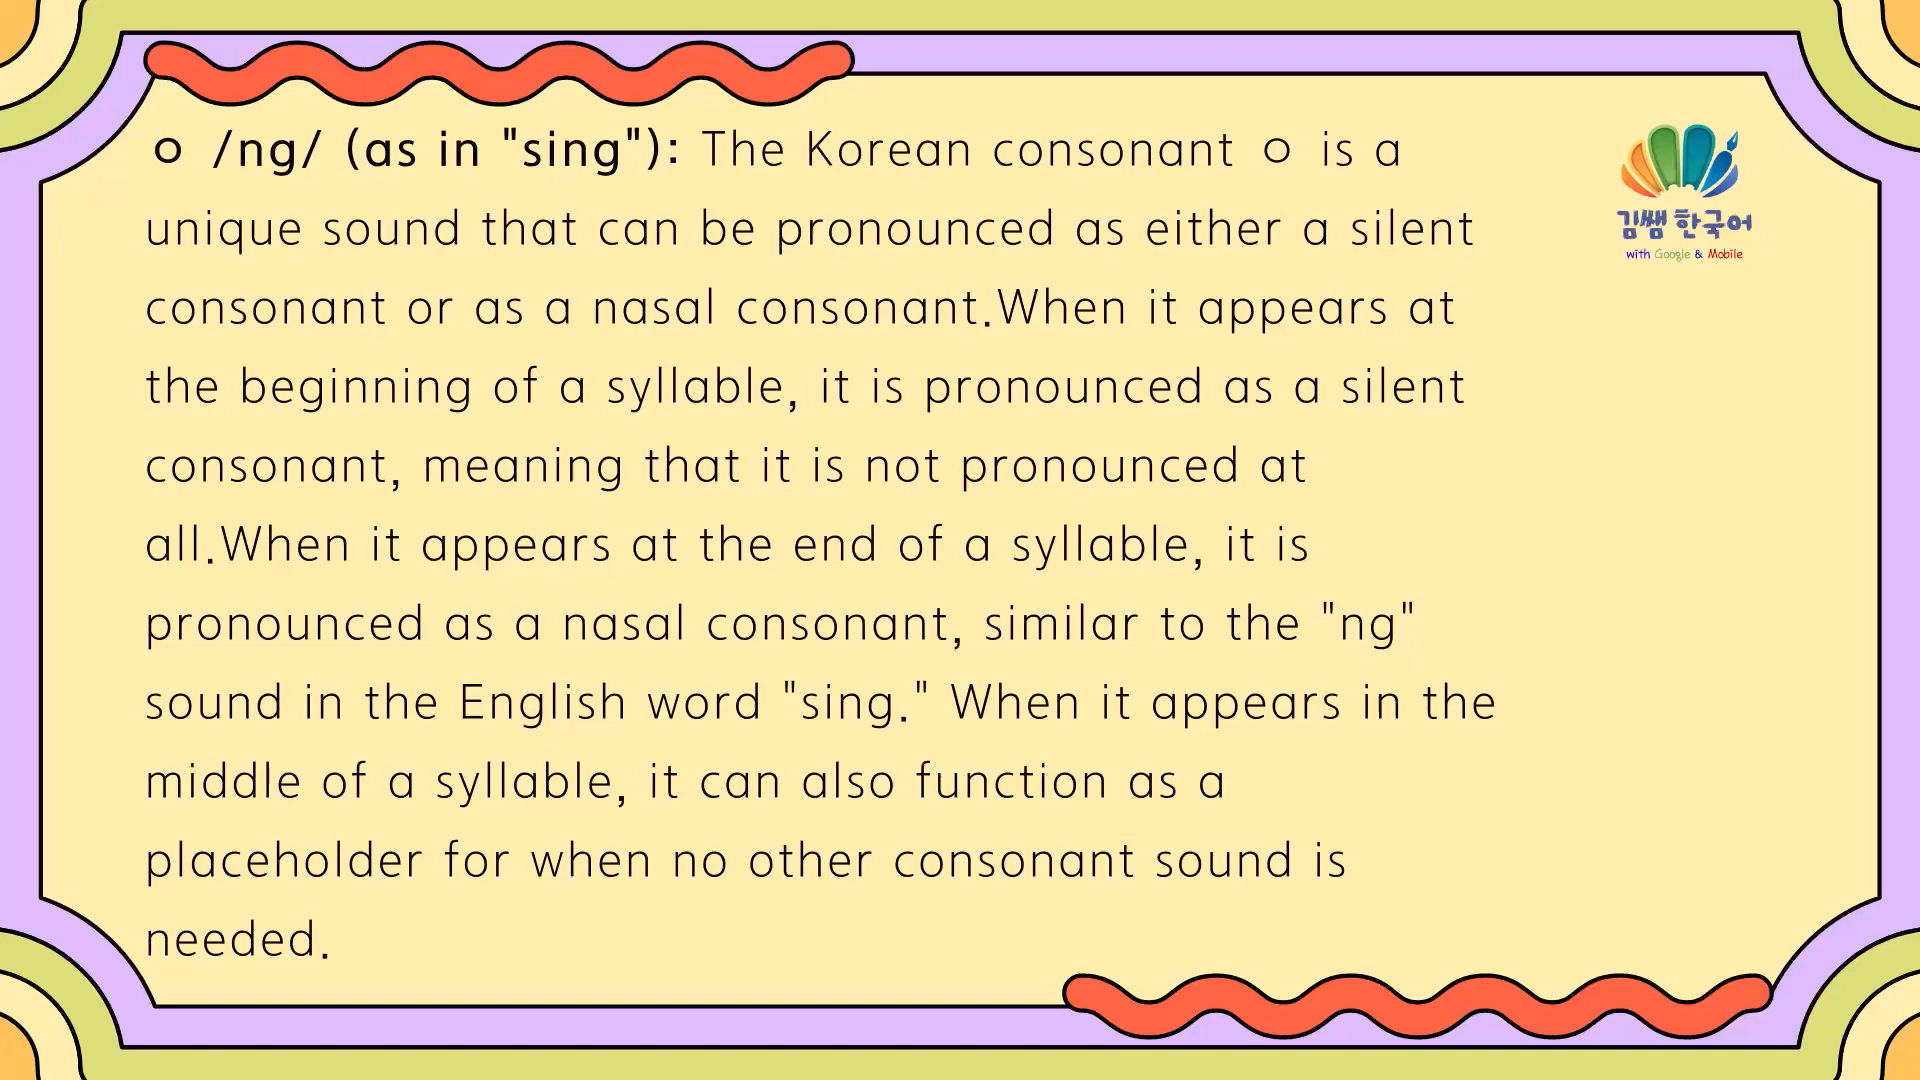 ㅇ /ng/ (as in "sing"): The Korean consonant ㅇ is a
unique sound that can be pronounced as either a silent
consonant or as a nasal consonant.When it appears at
the beginning of a syllable, it is pronounced as a silent
consonant, meaning that it is not pronounced at
all.When it appears at the end of a syllable, it is
pronounced as a nasal consonant, similar to the "ng"
sound in the English word "sing." When it appears in the
middle of a syllable, it can also function as a
placeholder for when no other consonant sound is
needed.
김쌤 한국어
with Google & Mobile